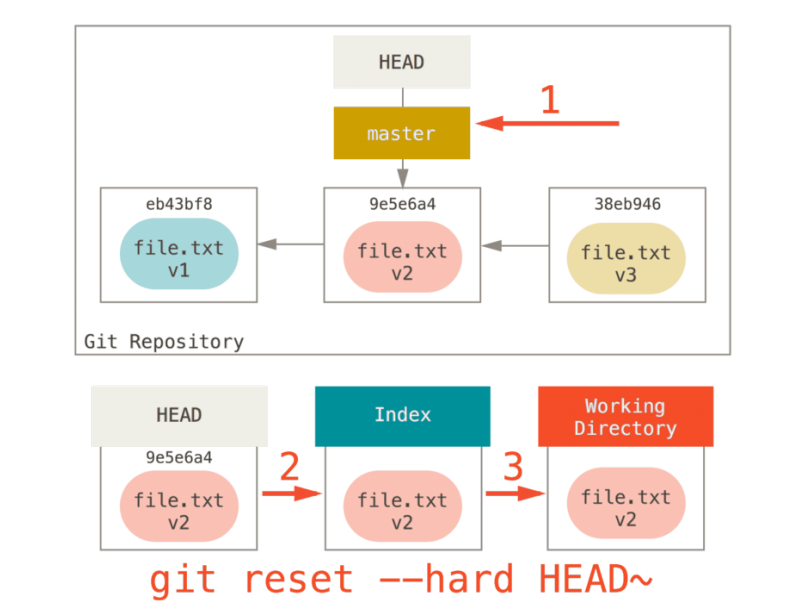 HEAD
1
master
eb43bf8
9e5e6a4
38eb946
file.txt
v1
file.txt
v2
file.txt
v3
Git Repository
HEAD
Index
Working
Directory
9e5e6a4
2
3
file.txt
v2
file.txt
v2
file.txt
v2
git reset --hard HEAD~